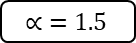 ∝ = 1.5